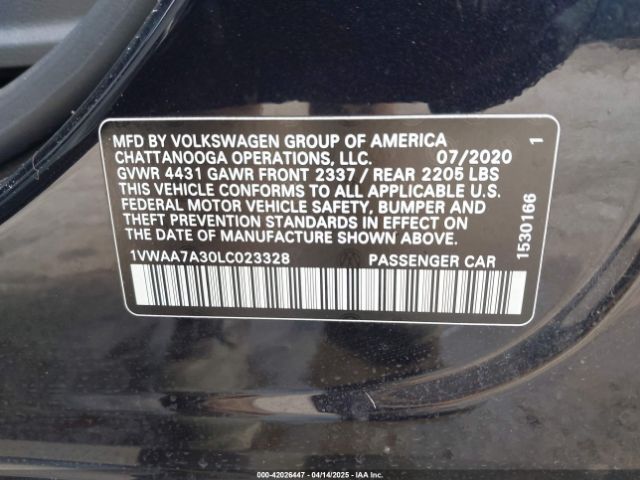 MFD BY VOLKSWAGEN GROUP OF AMERICA
CHATTANOOGA OPERATIONS, LLC. 07/2020
GVWR 4431 GAWR FRONT 2337 / REAR 2205 LBS
THIS VEHICLE CONFORMS TO ALL APPLICABLE U.S.
FEDERAL MOTOR VEHICLE SAFETY, BUMPER AND
THEFT PREVENTION STANDARDS IN EFFECT ON
THE DATE OF MANUFACTURE SHOWN ABOVE.
1VWAA7A30LC023328 PASSENGER CAR
1530166 1
000-42026447 - 04/14/2025 - IAAI.COM